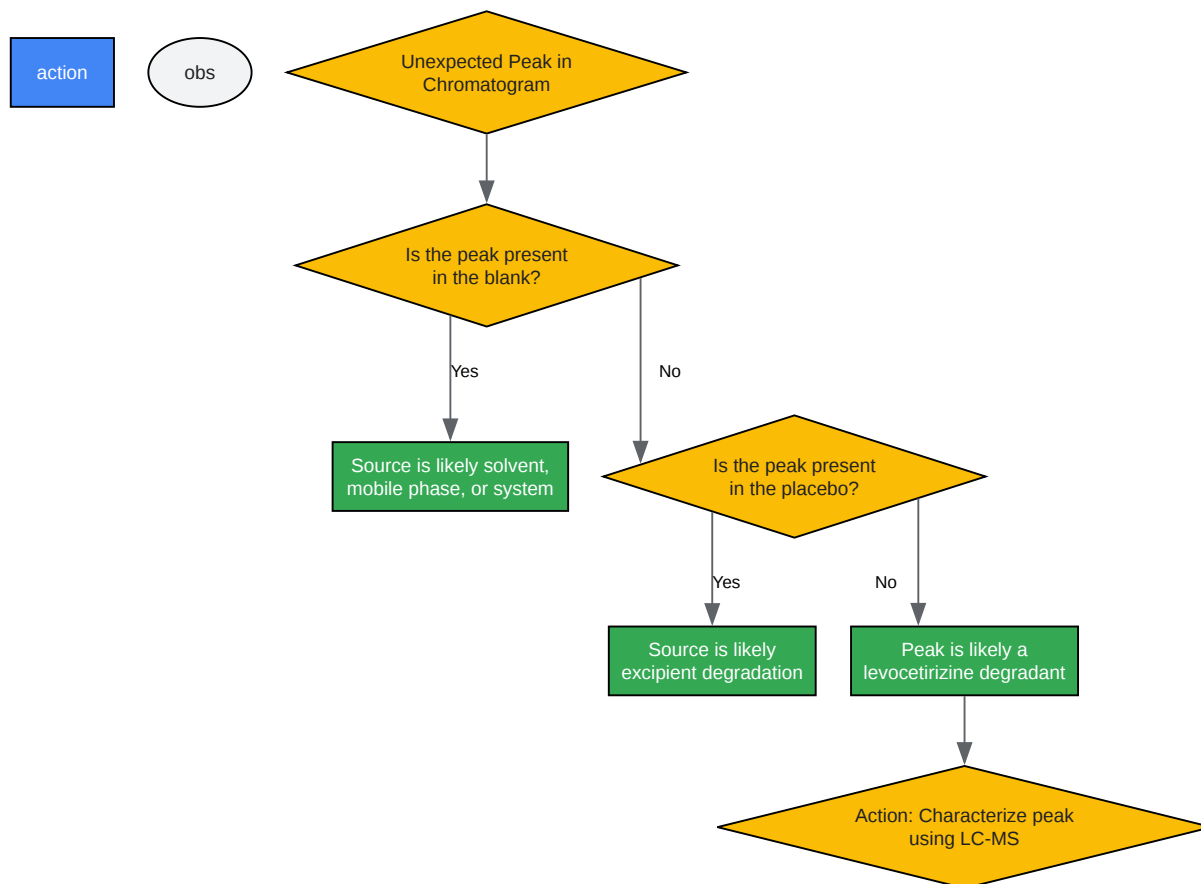 action
obs
Unexpected Peak in
Chromatogram
Is the peak present
in the blank?
Yes
No
Source is likely solvent,
mobile phase, or system
Is the peak present
in the placebo?
Yes
No
Source is likely
excipient degradation
Peak is likely a
levocetirizine degradant
Action: Characterize peak
using LC-MS